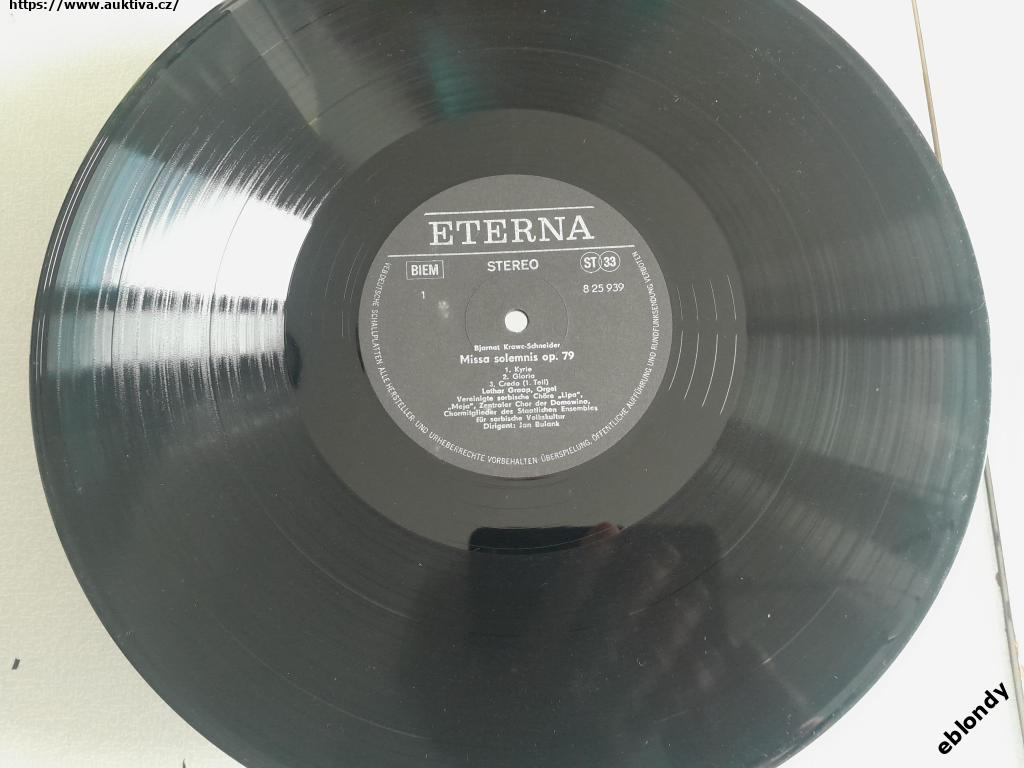 https://www.auktiva.cz/
ETERNA
BIEM
STEREO
ST 33
1
8 25 939
Bjarnat Krawc-Schneider
Missa solemnis op. 79
1. Kyrie
2. Gloria
3. Credo (1. Teil)
Lothar Graap, Orgel
Vereinigte sorbische Chöre „Lipa",
„Meja", Zentraler Chor der Domowina,
Chormitglieder des Staatlichen Ensembles
für sorbische Volkskultur
Dirigent: Jan Bulank
VEB DEUTSCHE SCHALLPLATTEN ALLE HERSTELLER- UND URHEBERRECHTE VORBEHALTEN ÜBERSPIELUNG, ÖFFENTLICHE AUFFÜHRUNG UND RUNDFUNKSENDUNG VERBOTEN
eblondy